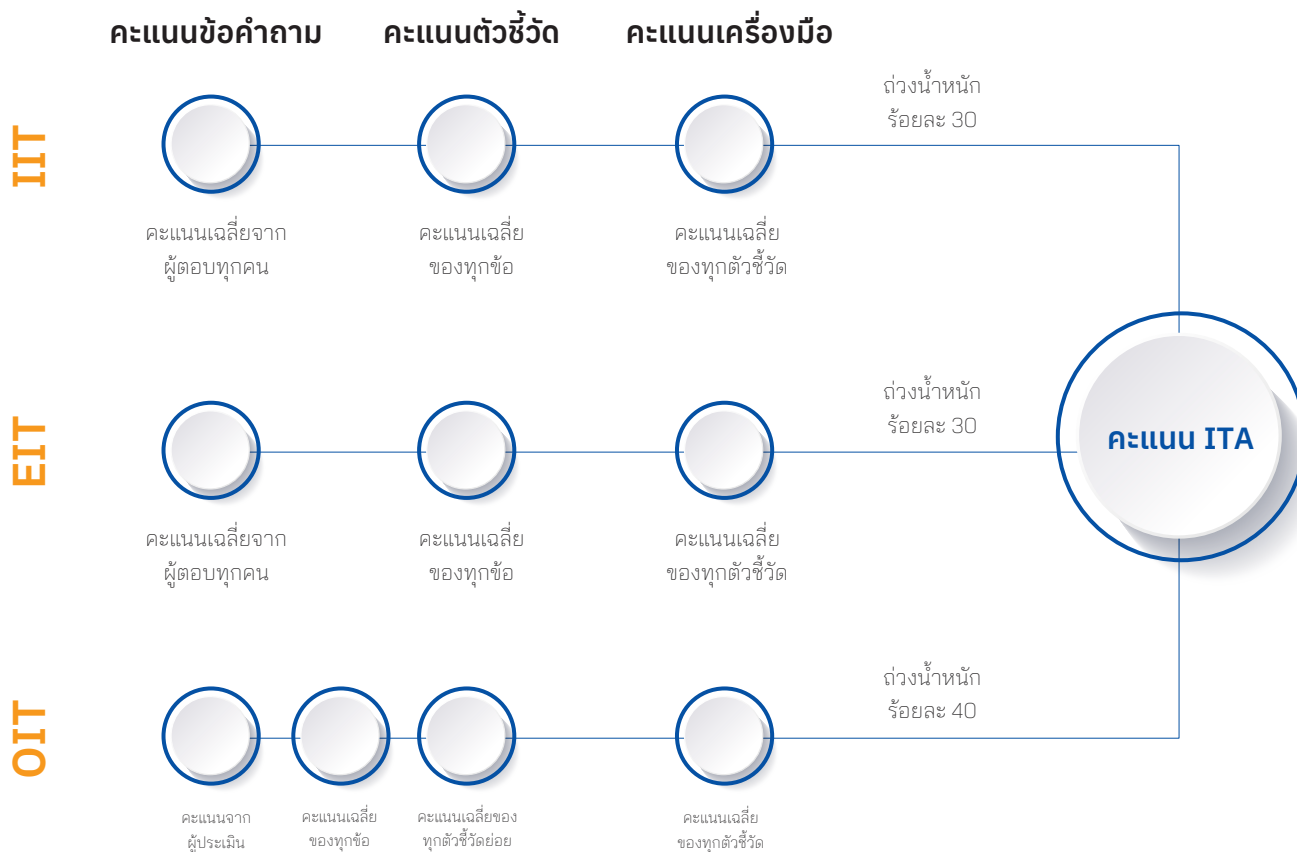 คะแนนข้อคำถาม คะแนนตัวชี้วัด คะแนนเครื่องมือ
IIT
ถ่วงน้ำหนัก
ร้อยละ 30
คะแนนเฉลี่ยจาก
ผู้ตอบทุกคน
คะแนนเฉลี่ย
ของทุกข้อ
คะแนนเฉลี่ย
ของทุกตัวชี้วัด
EIT
ถ่วงน้ำหนัก
ร้อยละ 30
คะแนน ITA
คะแนนเฉลี่ยจาก
ผู้ตอบทุกคน
คะแนนเฉลี่ย
ของทุกข้อ
คะแนนเฉลี่ย
ของทุกตัวชี้วัด
OIT
ถ่วงน้ำหนัก
ร้อยละ 40
คะแนนจาก
ผู้ประเมิน
คะแนนเฉลี่ย
ของทุกข้อ
คะแนนเฉลี่ยของ
ทุกตัวชี้วัดย่อย
คะแนนเฉลี่ย
ของทุกตัวชี้วัด